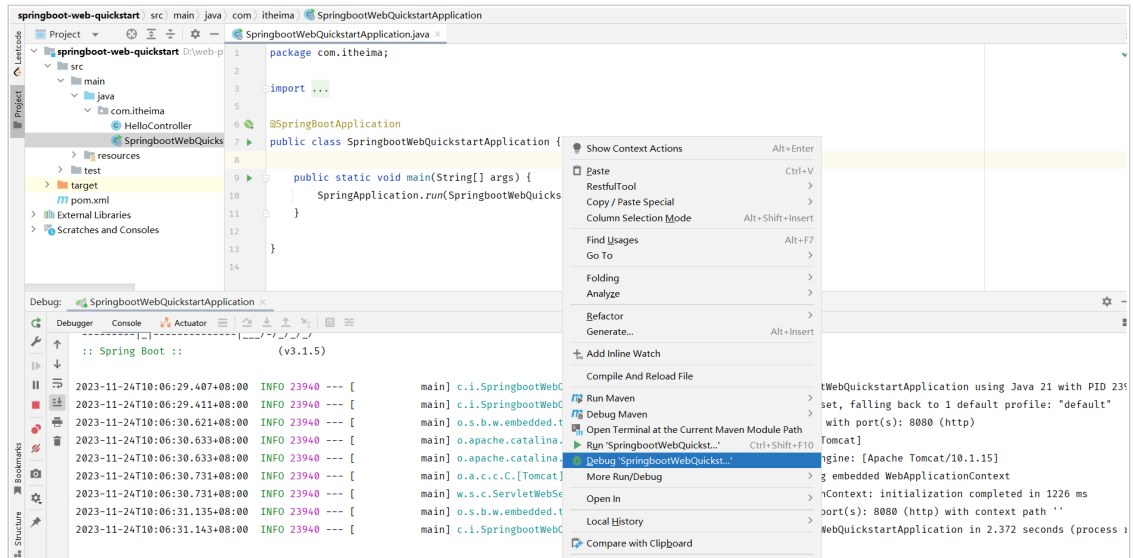 springboot-web-quickstart 〉 src 〉 main 〉 java 〉 com 〉 itheima 〉 SpringbootWebQuickstartApplication
Leetcode
Project
Bookmarks
Structure
Project
springboot-web-quickstart D:\web-p
src
main
java
com.itheima
HelloController
SpringbootWebQuicks
resources
test
target
pom.xml
External Libraries
Scratches and Consoles
SpringbootWebQuickstartApplication.java
1 package com.itheima;
2
3 import ...
5
6 @SpringBootApplication
7 public class SpringbootWebQuickstartApplication {
8
9 public static void main(String[] args) {
10 SpringApplication.run(SpringbootWebQuicks
11 }
12
13 }
14
Show Context Actions Alt+Enter
Paste Ctrl+V
RestfulTool
Copy / Paste Special
Column Selection Mode Alt+Shift+Insert
Find Usages Alt+F7
Go To
Folding
Analyze
Refactor
Generate... Alt+Insert
Add Inline Watch
Compile And Reload File
Run Maven
Debug Maven
Open Terminal at the Current Maven Module Path
Run 'SpringbootWebQuickst...' Ctrl+Shift+F10
Debug 'SpringbootWebQuickst...'
More Run/Debug
Open In
Local History
Compare with Clipboard
Debug: SpringbootWebQuickstartApplication
Debugger Console Actuator
:: Spring Boot :: (v3.1.5)
2023-11-24T10:06:29.407+08:00 INFO 23940 --- [ main] c.i.SpringbootWebC tWebQuickstartApplication using Java 21 with PID 239
2023-11-24T10:06:29.411+08:00 INFO 23940 --- [ main] c.i.SpringbootWebC set, falling back to 1 default profile: "default"
2023-11-24T10:06:30.621+08:00 INFO 23940 --- [ main] o.s.b.w.embedded.t with port(s): 8080 (http)
2023-11-24T10:06:30.633+08:00 INFO 23940 --- [ main] o.apache.catalina. Tomcat]
2023-11-24T10:06:30.633+08:00 INFO 23940 --- [ main] o.apache.catalina. ngine: [Apache Tomcat/10.1.15]
2023-11-24T10:06:30.731+08:00 INFO 23940 --- [ main] o.a.c.c.C.[Tomcat] g embedded WebApplicationContext
2023-11-24T10:06:30.731+08:00 INFO 23940 --- [ main] w.s.c.ServletWebSe nContext: initialization completed in 1226 ms
2023-11-24T10:06:31.135+08:00 INFO 23940 --- [ main] o.s.b.w.embedded.t port(s): 8080 (http) with context path ''
2023-11-24T10:06:31.143+08:00 INFO 23940 --- [ main] c.i.SpringbootWebC WebQuickstartApplication in 2.372 seconds (process